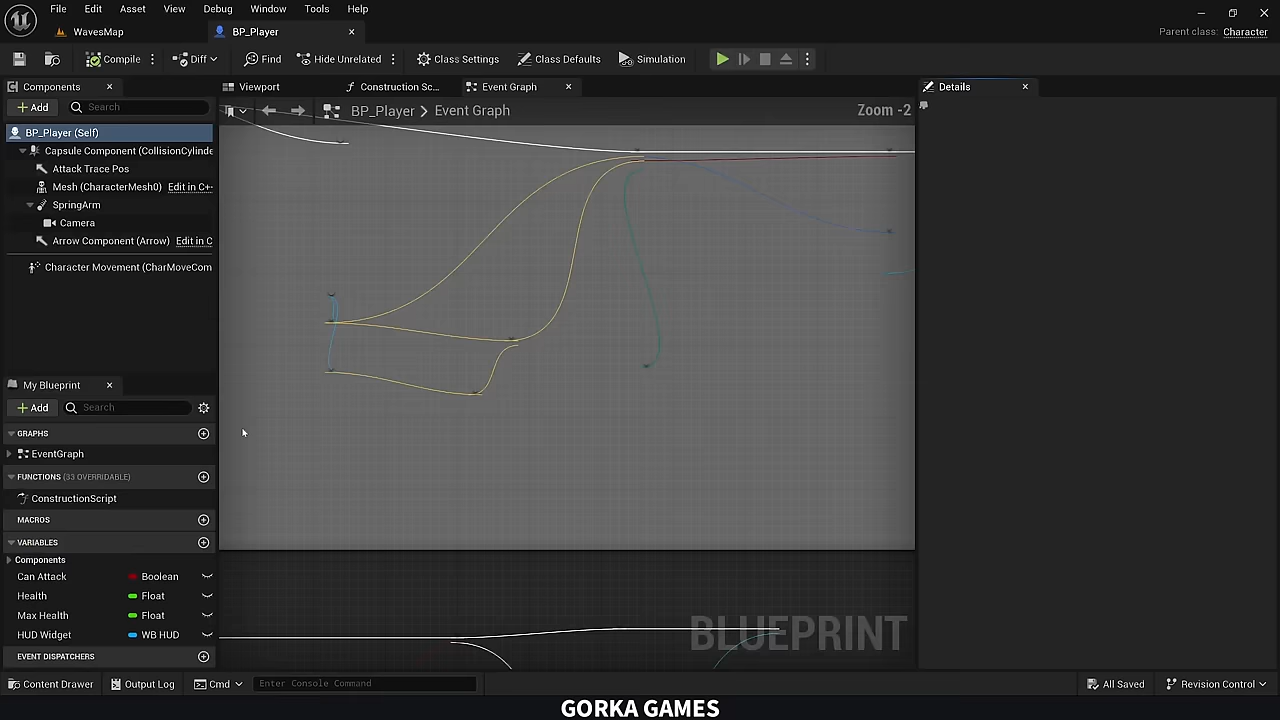 File Edit Asset View Debug Window Tools Help
WavesMap
BP_Player
Parent class: Character
Compile
Diff
Find
Hide Unrelated
Class Settings
Class Defaults
Simulation
Components
Viewport
Construction Sc...
Event Graph
Details
Add
Search
BP_Player > Event Graph
Zoom -2
BP_Player (Self)
Capsule Component (CollisionCylinde
Attack Trace Pos
Mesh (CharacterMesh0) Edit in C++
SpringArm
Camera
Arrow Component (Arrow) Edit in C
Character Movement (CharMoveCom
My Blueprint
Add
Search
GRAPHS
EventGraph
FUNCTIONS (33 OVERRIDABLE)
ConstructionScript
MACROS
VARIABLES
Components
Can Attack Boolean
Health Float
Max Health Float
HUD Widget WB HUD
EVENT DISPATCHERS
BLUEPRINT
Content Drawer
Output Log
Cmd
Enter Console Command
All Saved
Revision Control
GORKA GAMES